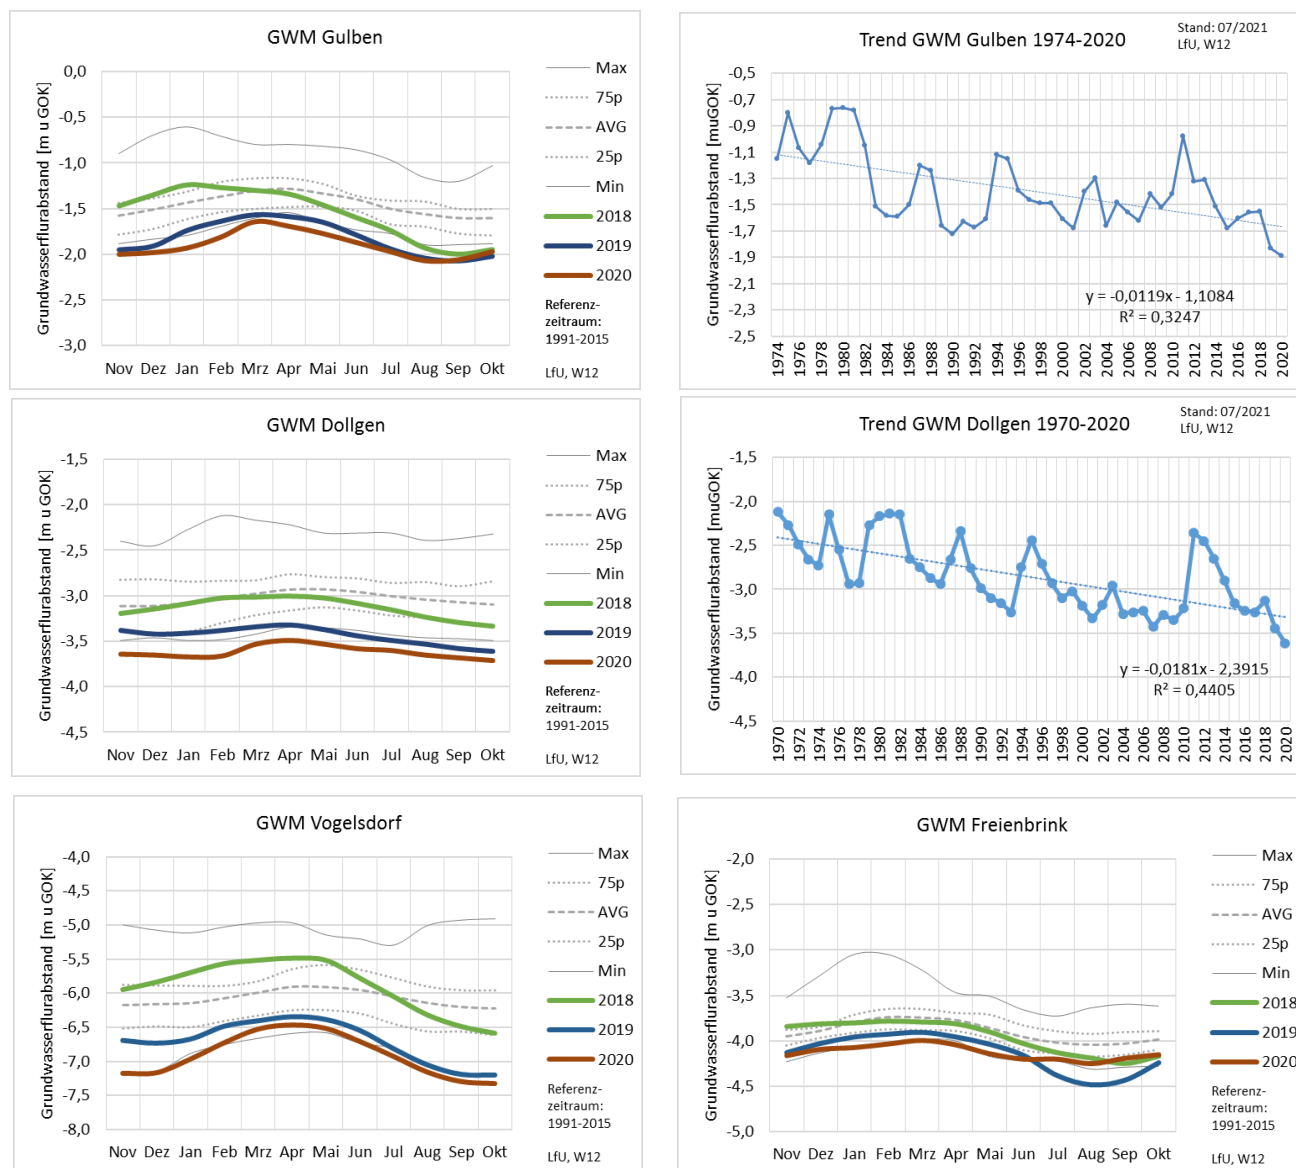 GWM Gulben
Grundwasserflurabstand [m u GOK]
0,0
-0,5
-1,0
-1,5
-2,0
-2,5
-3,0
Nov Dez Jan Feb Mrz Apr Mai Jun Jul Aug Sep Okt
Max
75p
AVG
25p
Min
2018
2019
2020
Referenz-
zeitraum:
1991-2015
LfU, W12
Trend GWM Gulben 1974-2020
Stand: 07/2021
LfU, W12
Grundwasserflurabstand [muGOK]
-0,5
-0,7
-0,9
-1,1
-1,3
-1,5
-1,7
-1,9
-2,1
-2,3
-2,5
y = -0,0119x - 1,1084
R² = 0,3247
1974 1976 1978 1980 1982 1984 1986 1988 1990 1992 1994 1996 1998 2000 2002 2004 2006 2008 2010 2012 2014 2016 2018 2020
GWM Dollgen
Grundwasserflurabstand [m u GOK]
-1,5
-2,0
-2,5
-3,0
-3,5
-4,0
-4,5
Nov Dez Jan Feb Mrz Apr Mai Jun Jul Aug Sep Okt
Max
75p
AVG
25p
Min
2018
2019
2020
Referenz-
zeitraum:
1991-2015
LfU, W12
Trend GWM Dollgen 1970-2020
Stand: 07/2021
LfU, W12
Grundwasserflurabstand [muGOK]
-1,5
-2,0
-2,5
-3,0
-3,5
-4,0
-4,5
y = -0,0181x - 2,3915
R² = 0,4405
1970 1972 1974 1976 1978 1980 1982 1984 1986 1988 1990 1992 1994 1996 1998 2000 2002 2004 2006 2008 2010 2012 2014 2016 2018 2020
GWM Vogelsdorf
Grundwasserflurabstand [m u GOK]
-4,0
-4,5
-5,0
-5,5
-6,0
-6,5
-7,0
-7,5
-8,0
Nov Dez Jan Feb Mrz Apr Mai Jun Jul Aug Sep Okt
Max
75p
AVG
25p
Min
2018
2019
2020
Referenz-
zeitraum:
1991-2015
LfU, W12
GWM Freienbrink
Grundwasserflurabstand [m u GOK]
-2,0
-2,5
-3,0
-3,5
-4,0
-4,5
-5,0
Nov Dez Jan Feb Mrz Apr Mai Jun Jul Aug Sep Okt
Max
75p
AVG
25p
Min
2018
2019
2020
Referenz-
zeitraum:
1991-2015
LfU, W12